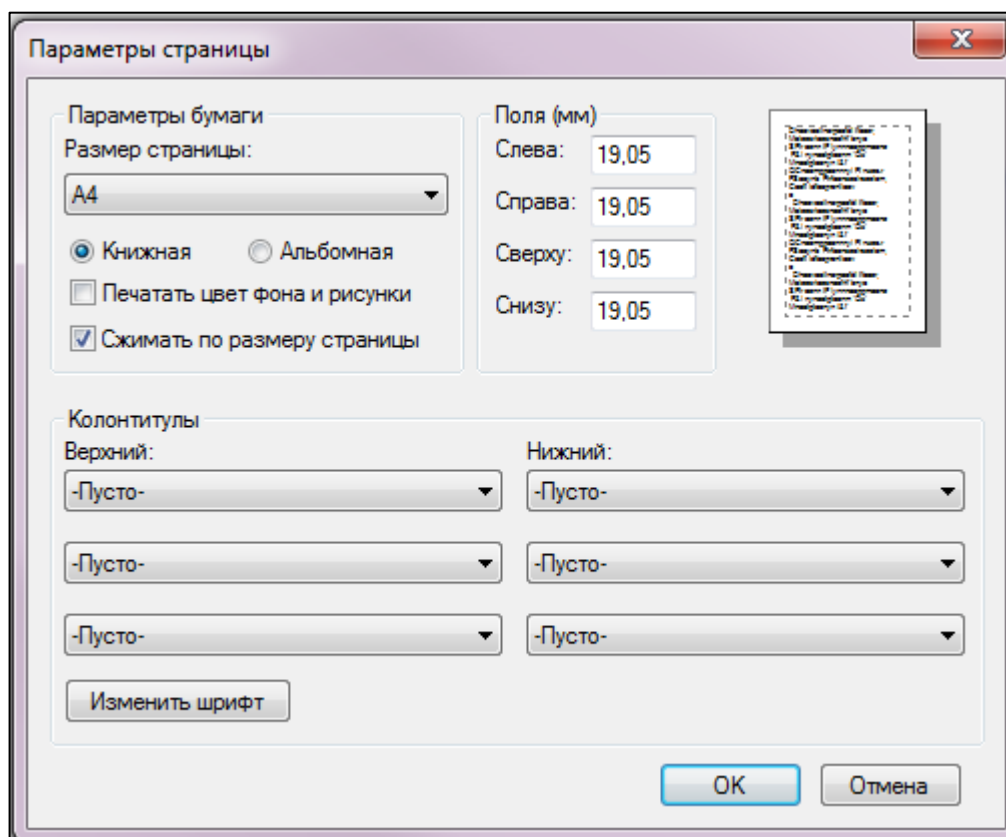 Параметры страницы
Параметры бумаги
Размер страницы:
A4
Книжная Альбомная
Печатать цвет фона и рисунки
Сжимать по размеру страницы
Поля (мм)
Слева: 19,05
Справа: 19,05
Сверху: 19,05
Снизу: 19,05
Колонтитулы
Верхний: Нижний:
-Пусто- -Пусто-
-Пусто- -Пусто-
-Пусто- -Пусто-
Изменить шрифт
OK Отмена